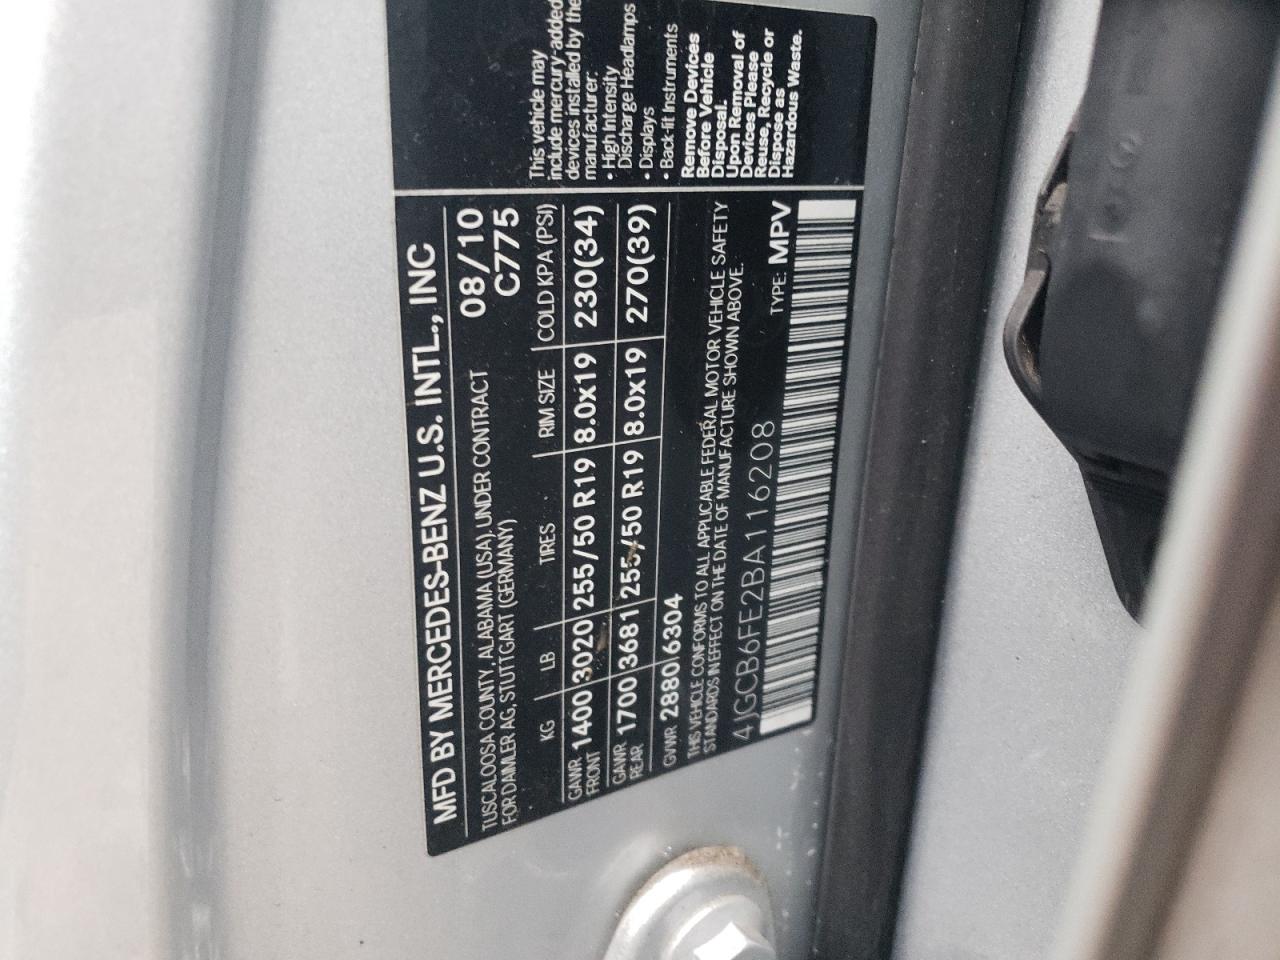 MFD BY MERCEDES-BENZ U.S. INTL., INC
TUSCALOOSA COUNTY, ALABAMA (USA). UNDER CONTRACT 08/10
FOR DAIMLER AG, STUTTGART (GERMANY) C775
KG LB TIRES RIM SIZE COLD KPA (PSI)
GAWR FRONT 1400 3020 255/50 R19 8.0x19 230(34)
GAWR REAR 1700 3681 255/50 R19 8.0x19 270(39)
GVWR 2880 6304
THIS VEHICLE CONFORMS TO ALL APPLICABLE FEDERAL MOTOR VEHICLE SAFETY
STANDARDS IN EFFECT ON THE DATE OF MANUFACTURE SHOWN ABOVE.
4JGCB6FE2BA116208 TYPE: MPV
This vehicle may
include mercury-added
devices installed by the
manufacturer:
• High Intensity
Discharge Headlamps
• Displays
• Back-lit Instruments
Remove Devices
Before Vehicle
Disposal.
Upon Removal of
Devices Please
Reuse, Recycle or
Dispose as
Hazardous Waste.